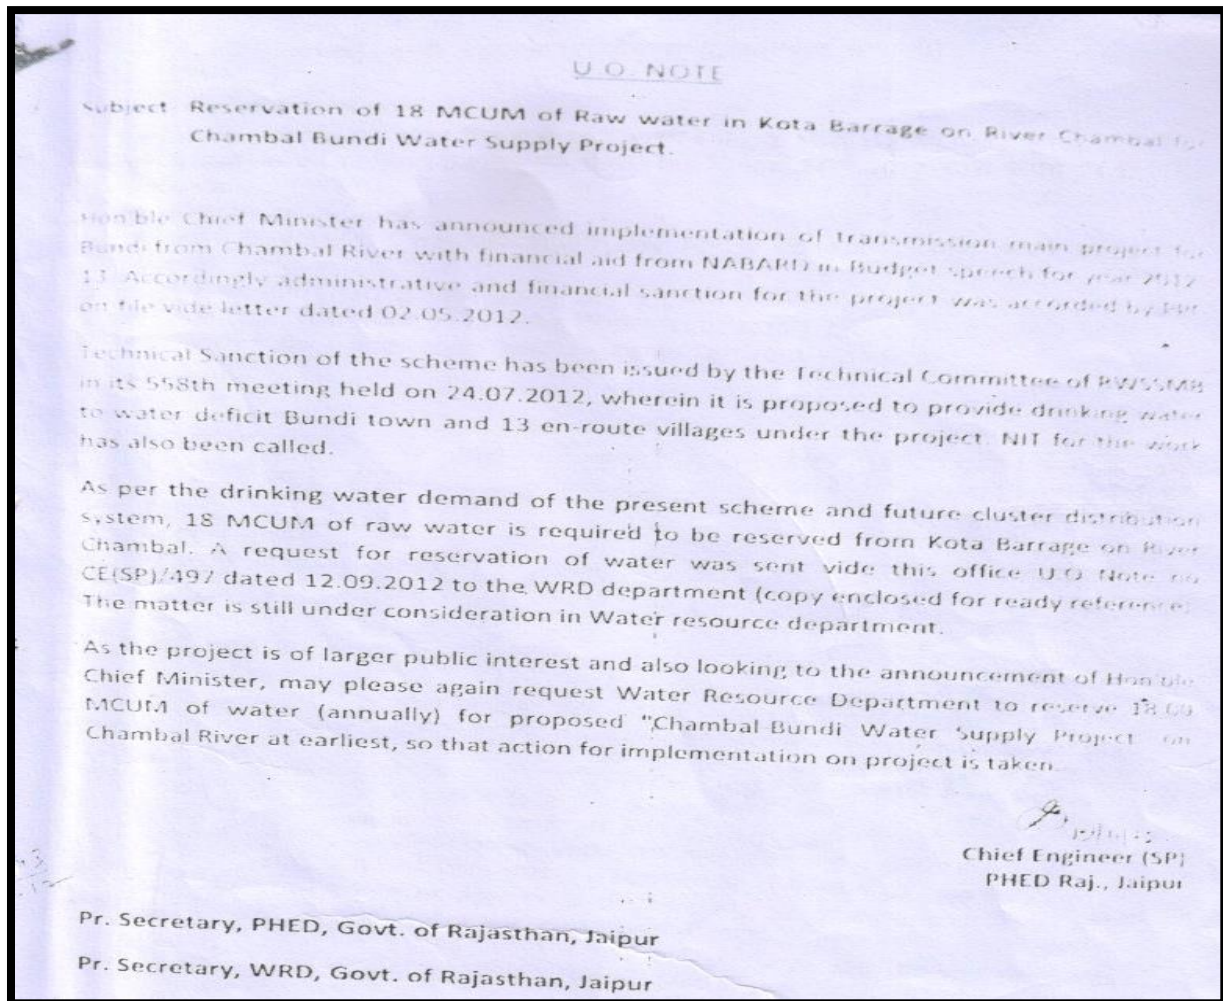 U.O. NOTE
Subject Reservation of 18 MCUM of Raw water in Kota Barrage on River Chambal for
Chambal Bundi Water Supply Project.
Hon'ble Chief Minister has announced implementation of transmission main project for
Bundi from Chambal River with financial aid from NABARD in Budget speech for year 2012-
13. Accordingly administrative and financial sanction for the project was accorded by
on file vide letter dated 02.05.2012.
Technical Sanction of the scheme has been issued by the Technical Committee of RWSSMB
in its 558th meeting held on 24.07.2012, wherein it is proposed to provide drinking water
to water deficit Bundi town and 13 en-route villages under the project. NIT for the work
has also been called.
As per the drinking water demand of the present scheme and future cluster distribution
system, 18 MCUM of raw water is required to be reserved from Kota Barrage on River
Chambal. A request for reservation of water was sent vide this office U.O Note no
CE(SP)/497 dated 12.09.2012 to the WRD department (copy enclosed for ready reference)
The matter is still under consideration in Water resource department.
As the project is of larger public interest and also looking to the announcement of Hon'ble
Chief Minister, may please again request Water Resource Department to reserve 18.00
MCUM of water (annually) for proposed "Chambal-Bundi Water Supply Project on
Chambal River at earliest, so that action for implementation on project is taken.
Chief Engineer (SP)
PHED Raj., Jaipur
Pr. Secretary, PHED, Govt. of Rajasthan, Jaipur
Pr. Secretary, WRD, Govt. of Rajasthan, Jaipur